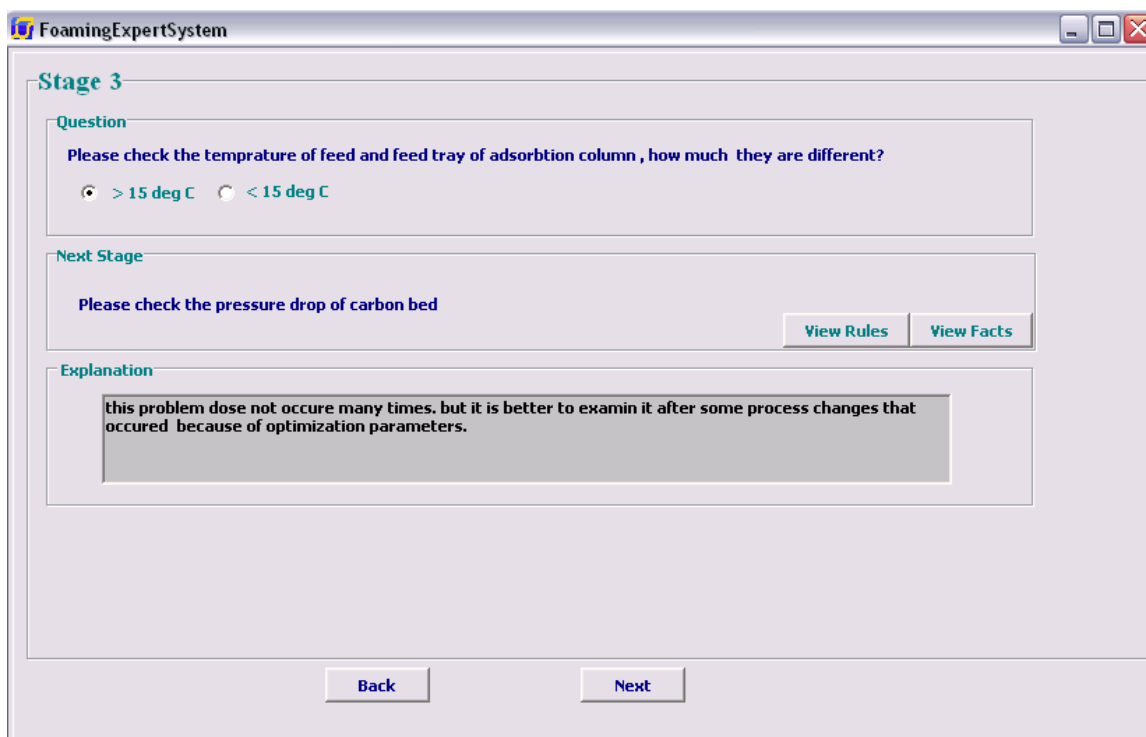 FoamingExpertSystem
Stage 3
Question
Please check the temprature of feed and feed tray of adsorbtion column , how much they are different?
> 15 deg C < 15 deg C
Next Stage
Please check the pressure drop of carbon bed
View Rules View Facts
Explanation
this problem dose not occure many times. but it is better to examin it after some process changes that
occured because of optimization parameters.
Back Next